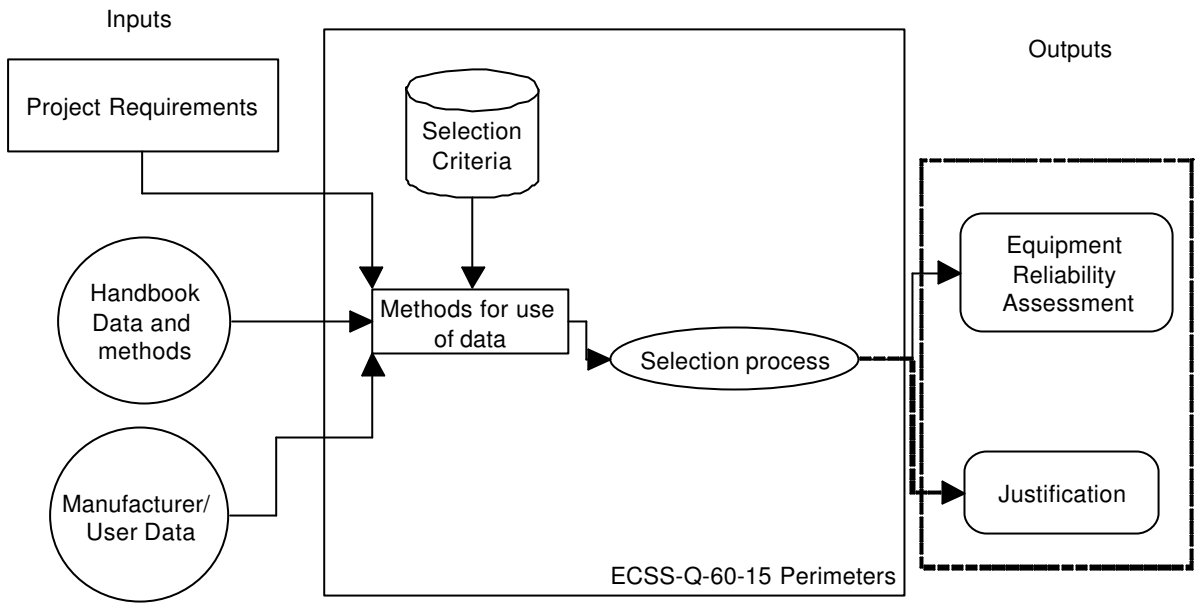 Inputs
Outputs
Project Requirements
Selection
Criteria
Handbook
Data and
methods
Methods for use
of data
Selection process
Equipment
Reliability
Assessment
Manufacturer/
User Data
Justification
ECSS-Q-60-15 Perimeters